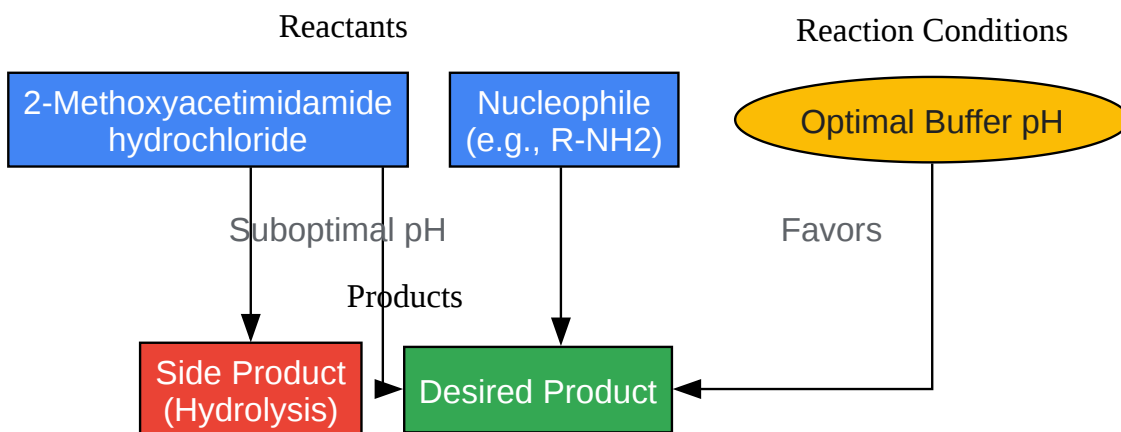 Reactants
Reaction Conditions
2-Methoxyacetimidamide
hydrochloride
Nucleophile
(e.g., R-NH2)
Optimal Buffer pH
Suboptimal pH
Favors
Products
Side Product
(Hydrolysis)
Desired Product